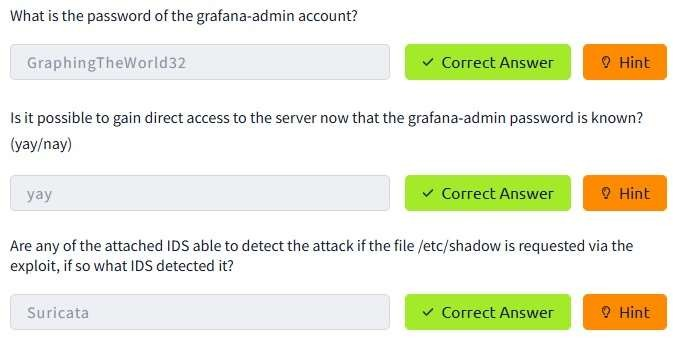 What is the password of the grafana-admin account?
GraphingTheWorld32 Correct Answer Hint
Is it possible to gain direct access to the server now that the grafana-admin password is known?
(yay/nay)
yay Correct Answer Hint
Are any of the attached IDS able to detect the attack if the file /etc/shadow is requested via the
exploit, if so what IDS detected it?
Suricata Correct Answer Hint